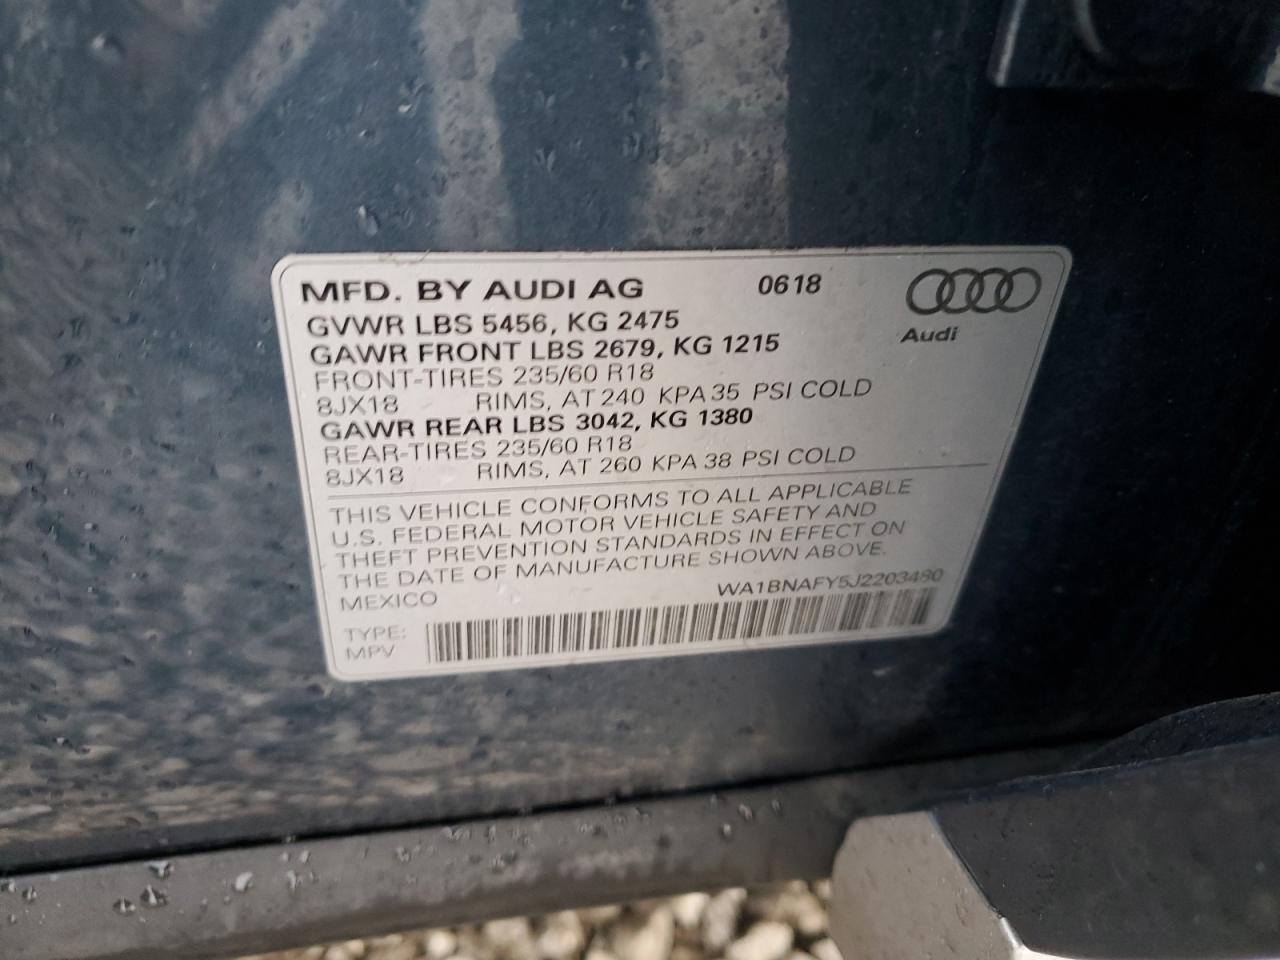 MFD. BY AUDI AG 0618
GVWR LBS 5456, KG 2475
Audi
GAWR FRONT LBS 2679, KG 1215
FRONT-TIRES 235/60 R18
8JX18 RIMS, AT 240 KPA 35 PSI COLD
GAWR REAR LBS 3042, KG 1380
REAR-TIRES 235/60 R18
8JX18 RIMS, AT 260 KPA 38 PSI COLD
THIS VEHICLE CONFORMS TO ALL APPLICABLE
U.S. FEDERAL MOTOR VEHICLE SAFETY AND
THEFT PREVENTION STANDARDS IN EFFECT ON
THE DATE OF MANUFACTURE SHOWN ABOVE.
MEXICO WA1BNAFY5J2203480
TYPE:
MPV